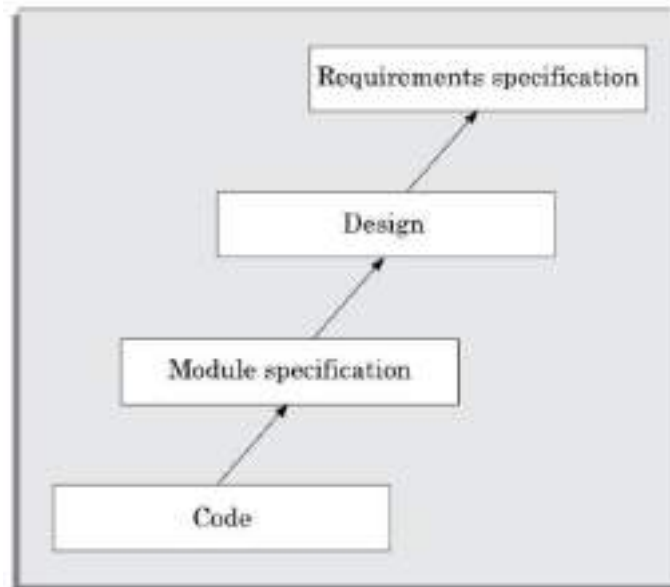 Requirements specification
Design
Module specification
Code